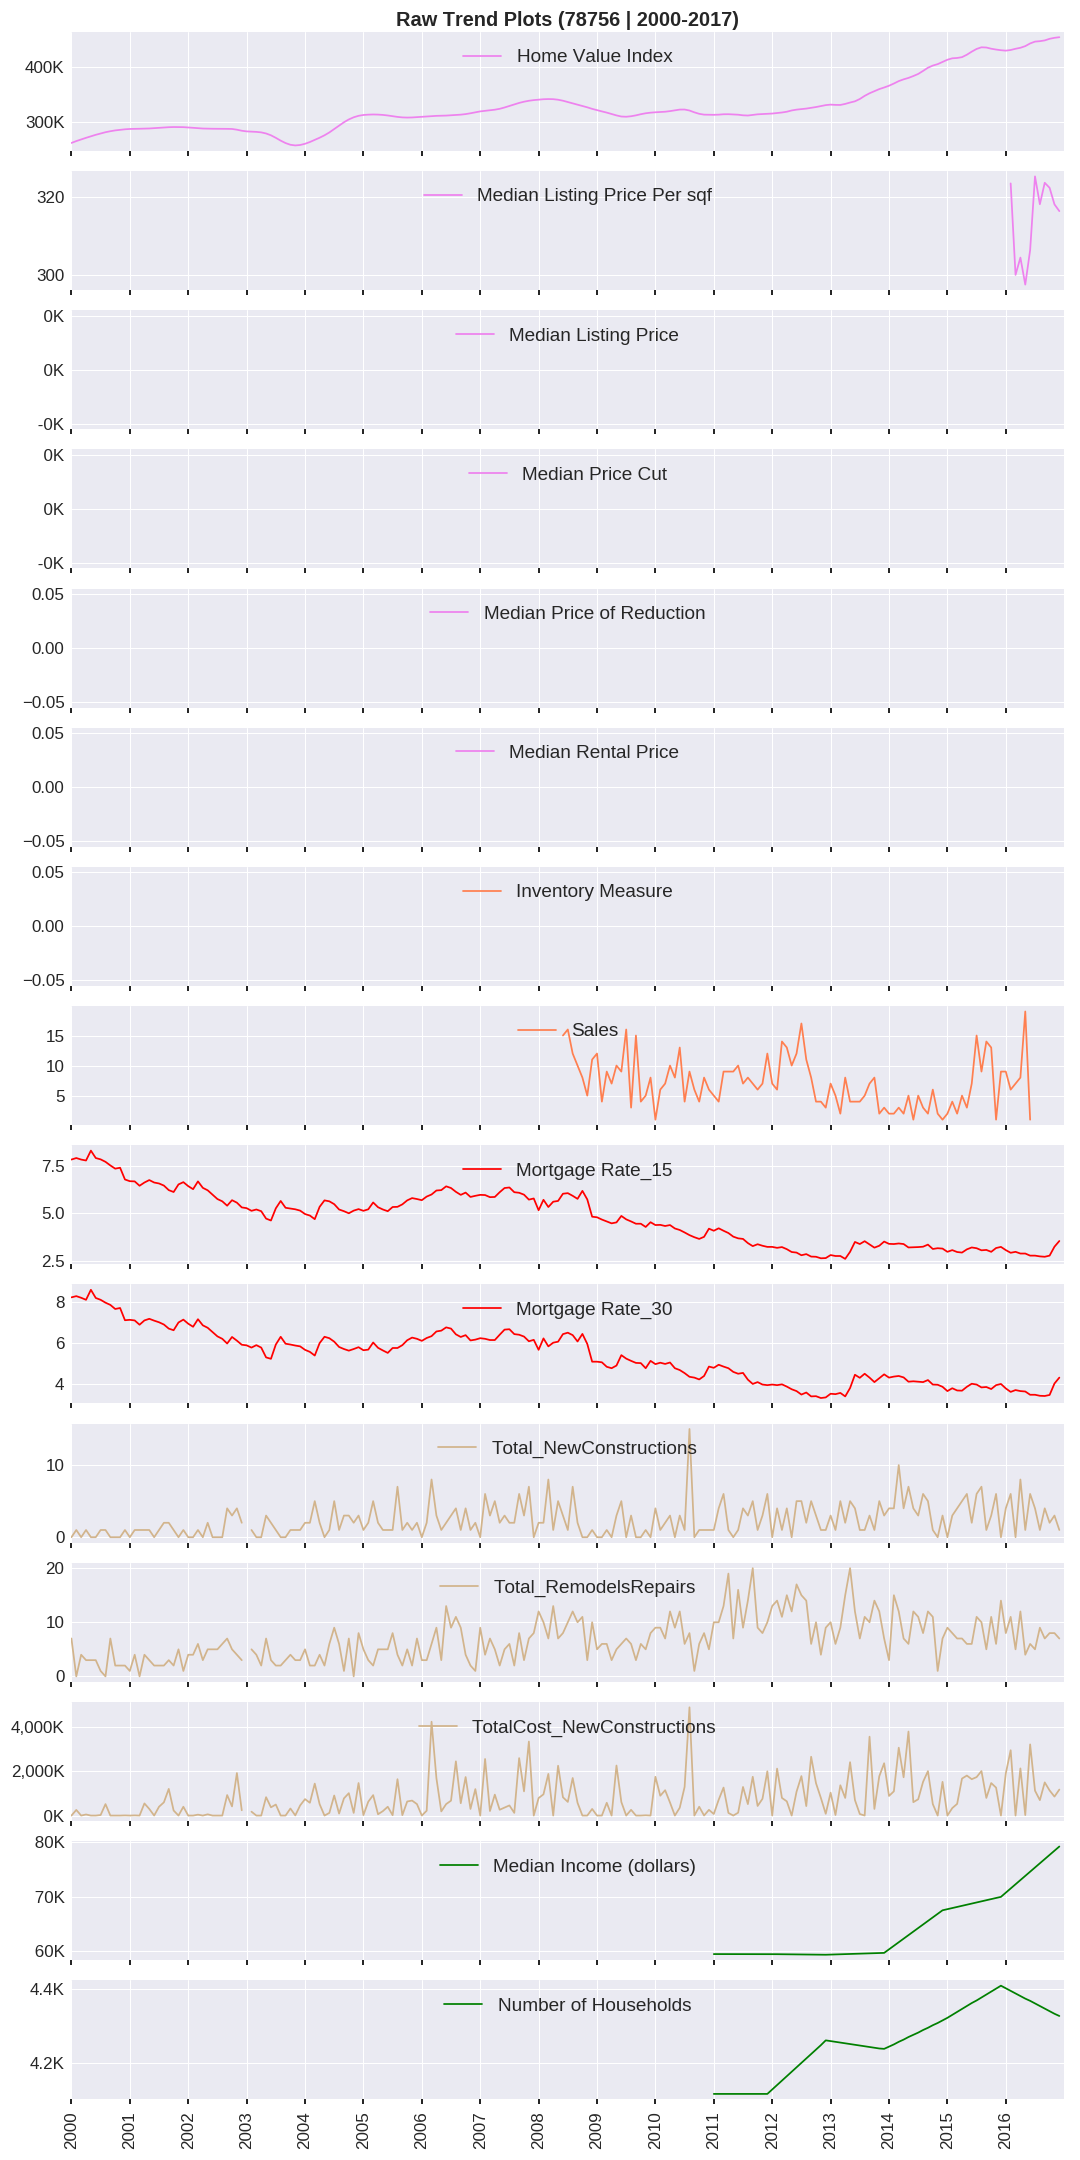 Raw Trend Plots (78756 | 2000-2017)
Home Value Index
400K
300K
Median Listing Price Per sqf
320
300
Median Listing Price
0K
0K
-0K
Median Price Cut
0K
0K
-0K
Median Price of Reduction
0.05
0.00
−0.05
Median Rental Price
0.05
0.00
−0.05
Inventory Measure
0.05
0.00
−0.05
Sales
15
10
5
Mortgage Rate_15
7.5
5.0
2.5
Mortgage Rate_30
8
6
4
Total_NewConstructions
10
0
Total_RemodelsRepairs
20
10
0
TotalCost_NewConstructions
4,000K
2,000K
0K
Median Income (dollars)
80K
70K
60K
Number of Households
4.4K
4.2K
2000 2001 2002 2003 2004 2005 2006 2007 2008 2009 2010 2011 2012 2013 2014 2015 2016